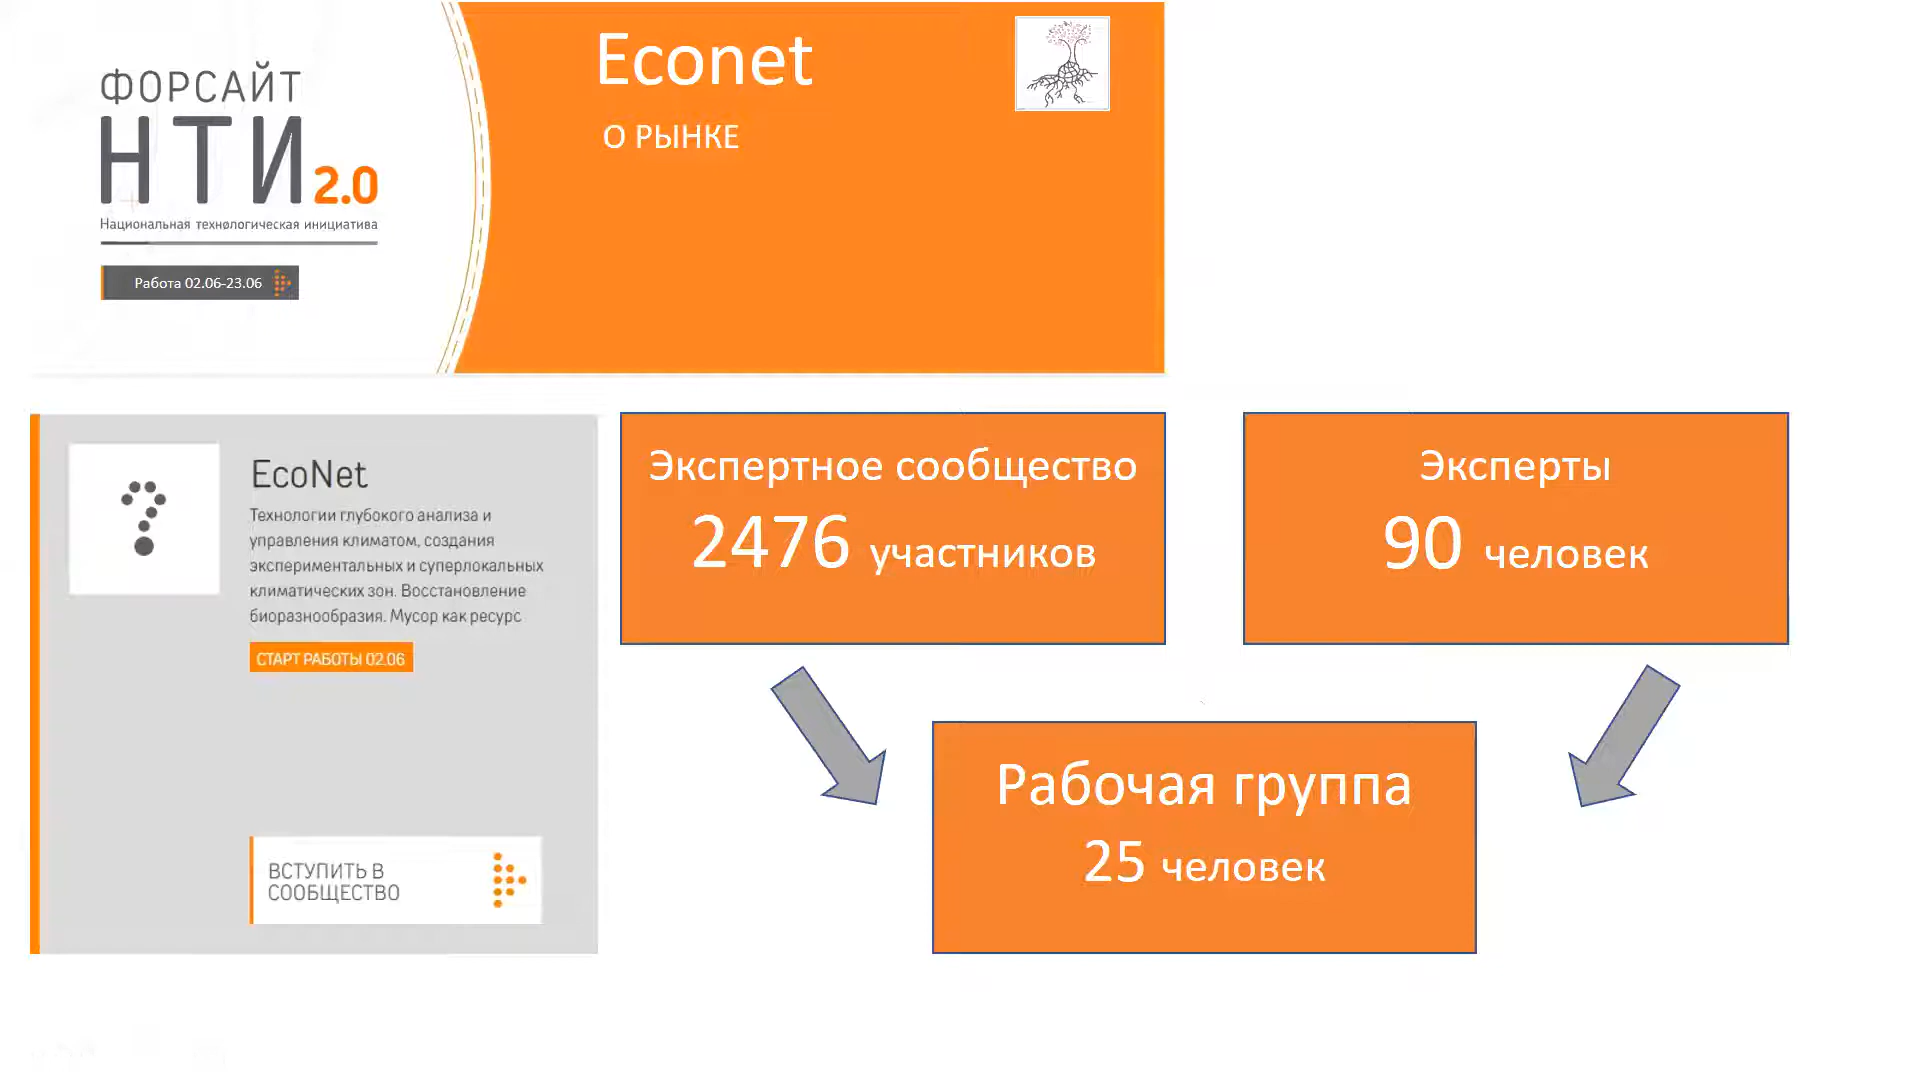 ФОРСАЙТ
НТИ 2.0
Национальная технологическая инициатива
Работа 02.06-23.06
Econet
О РЫНКЕ
EcoNet
Технологии глубокого анализа и
управления климатом, создания
экспериментальных и суперлокальных
климатических зон. Восстановление
биоразнообразия. Мусор как ресурс
СТАРТ РАБОТЫ 02.06
ВСТУПИТЬ В
СООБЩЕСТВО
Экспертное сообщество
2476 участников
Эксперты
90 человек
Рабочая группа
25 человек